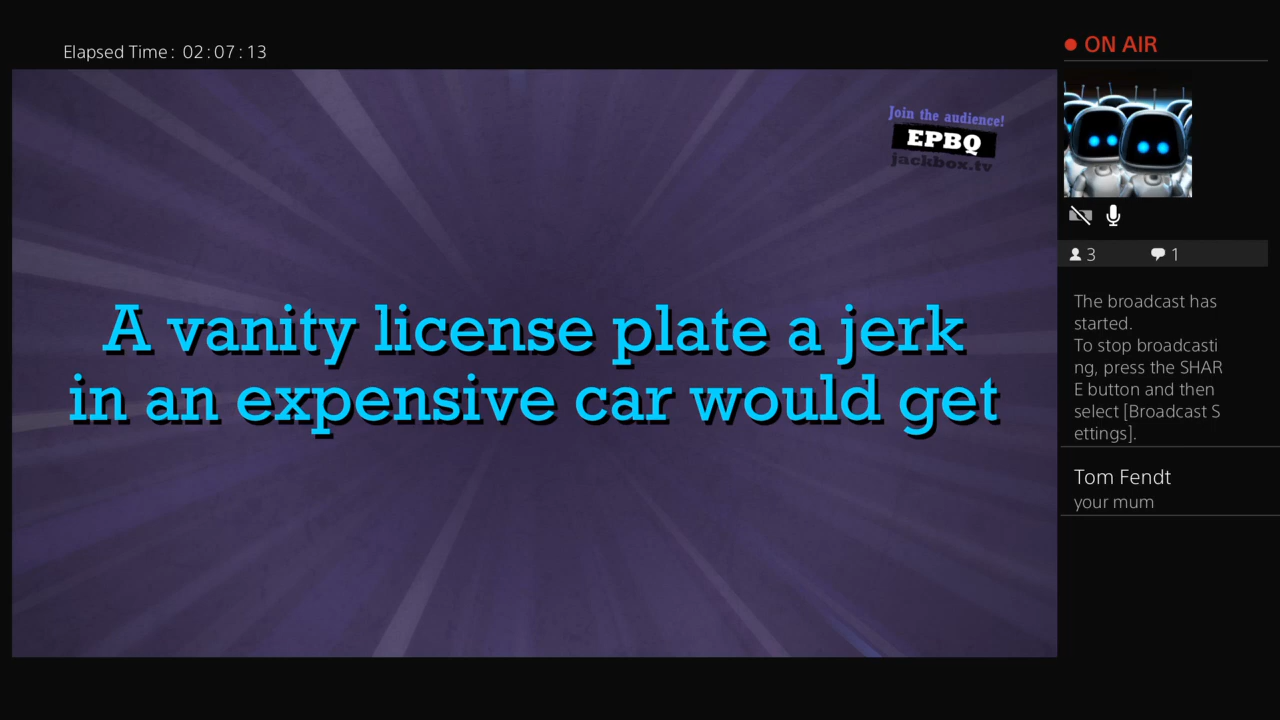 Elapsed Time: 02:07:13
ON AIR
Join the audience!
EPBQ
jackbox.tv
3
1
A vanity license plate a jerk
in an expensive car would get
The broadcast has
started.
To stop broadcasti
ng, press the SHAR
E button and then
select [Broadcast S
ettings].
Tom Fendt
your mum